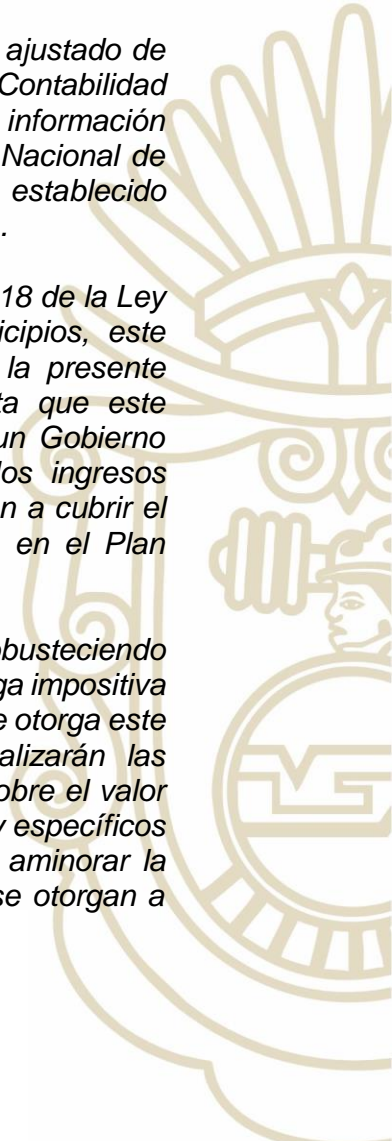 ajustado de
Contabilidad
información
Nacional de
establecido
.
18 de la Ley
icipios, este
la presente
ta que este
un Gobierno
los ingresos
n a cubrir el
en el Plan
obusteciendo
ga impositiva
e otorga este
alizarán las
obre el valor
y específicos
aminorar la
se otorgan a